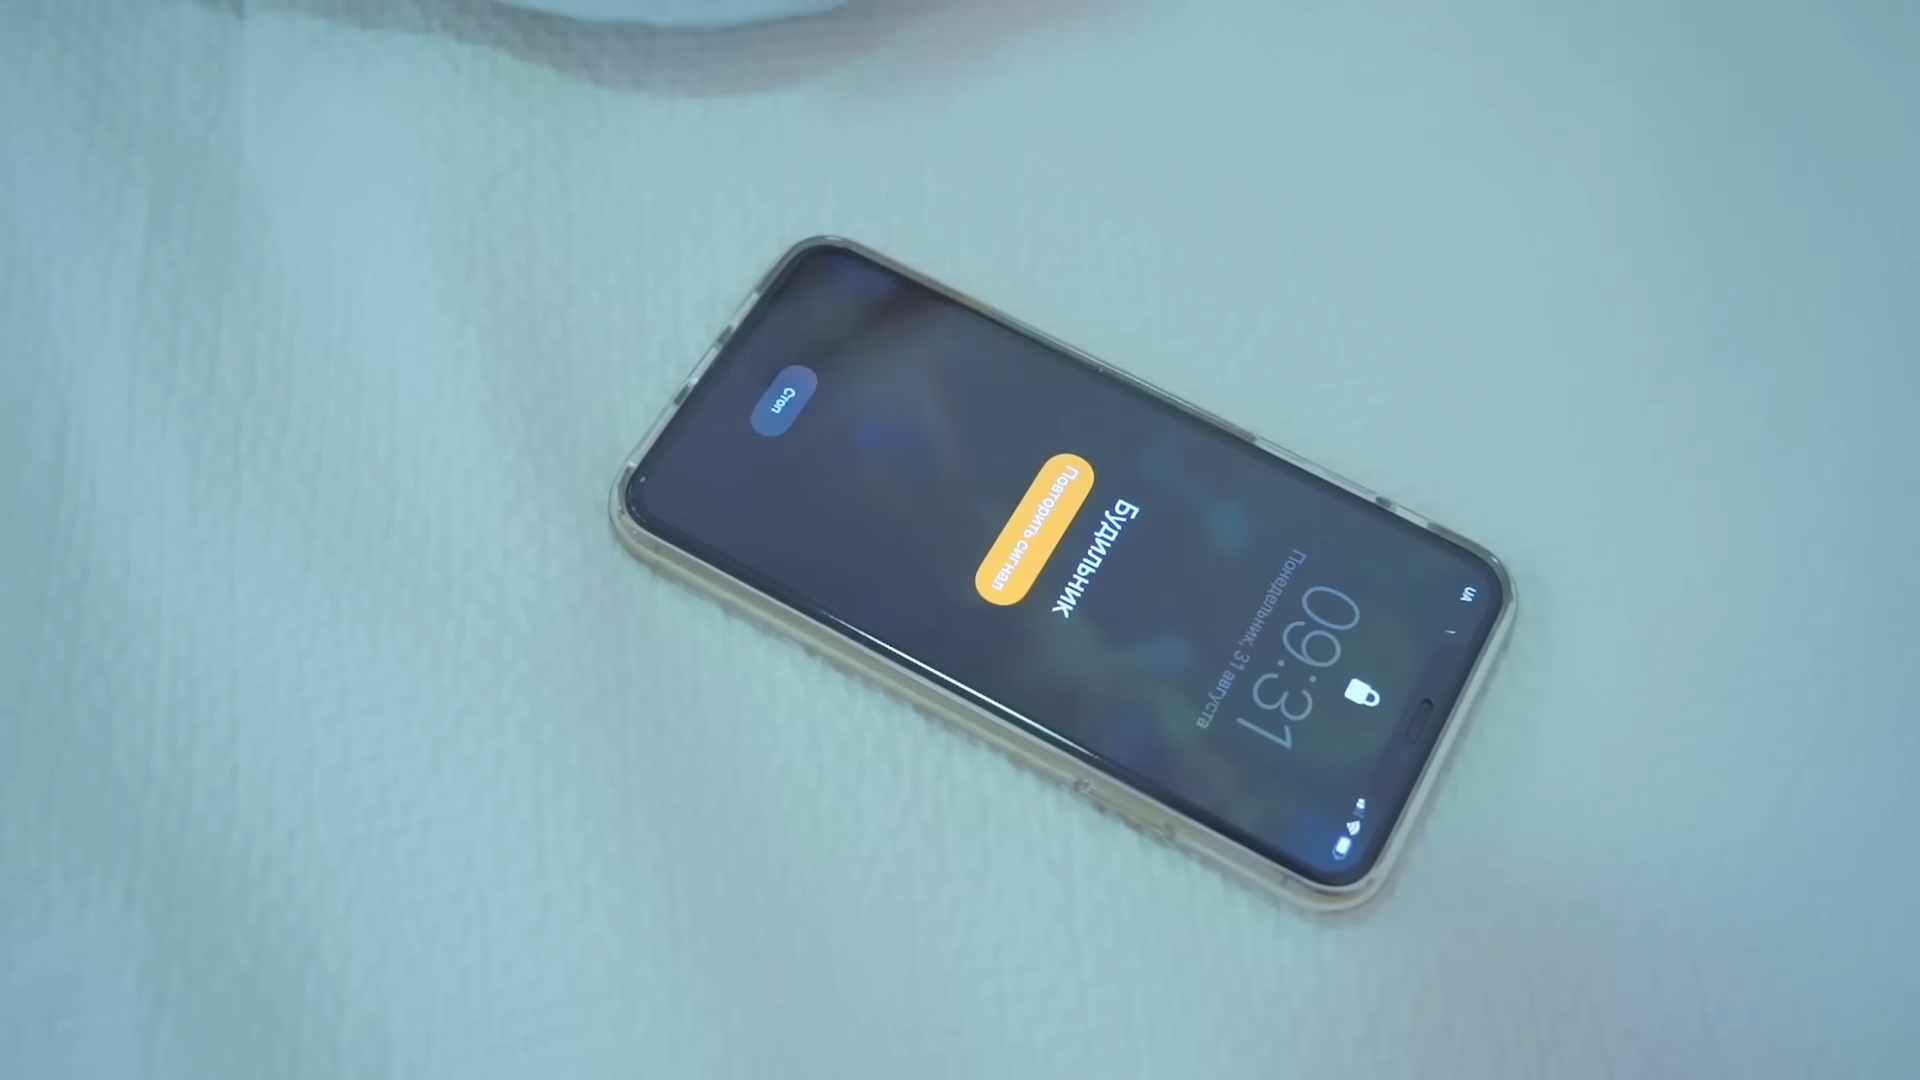 UA
09:31
Понедельник, 31 августа
Будильник
Повторить сигнал
Стоп